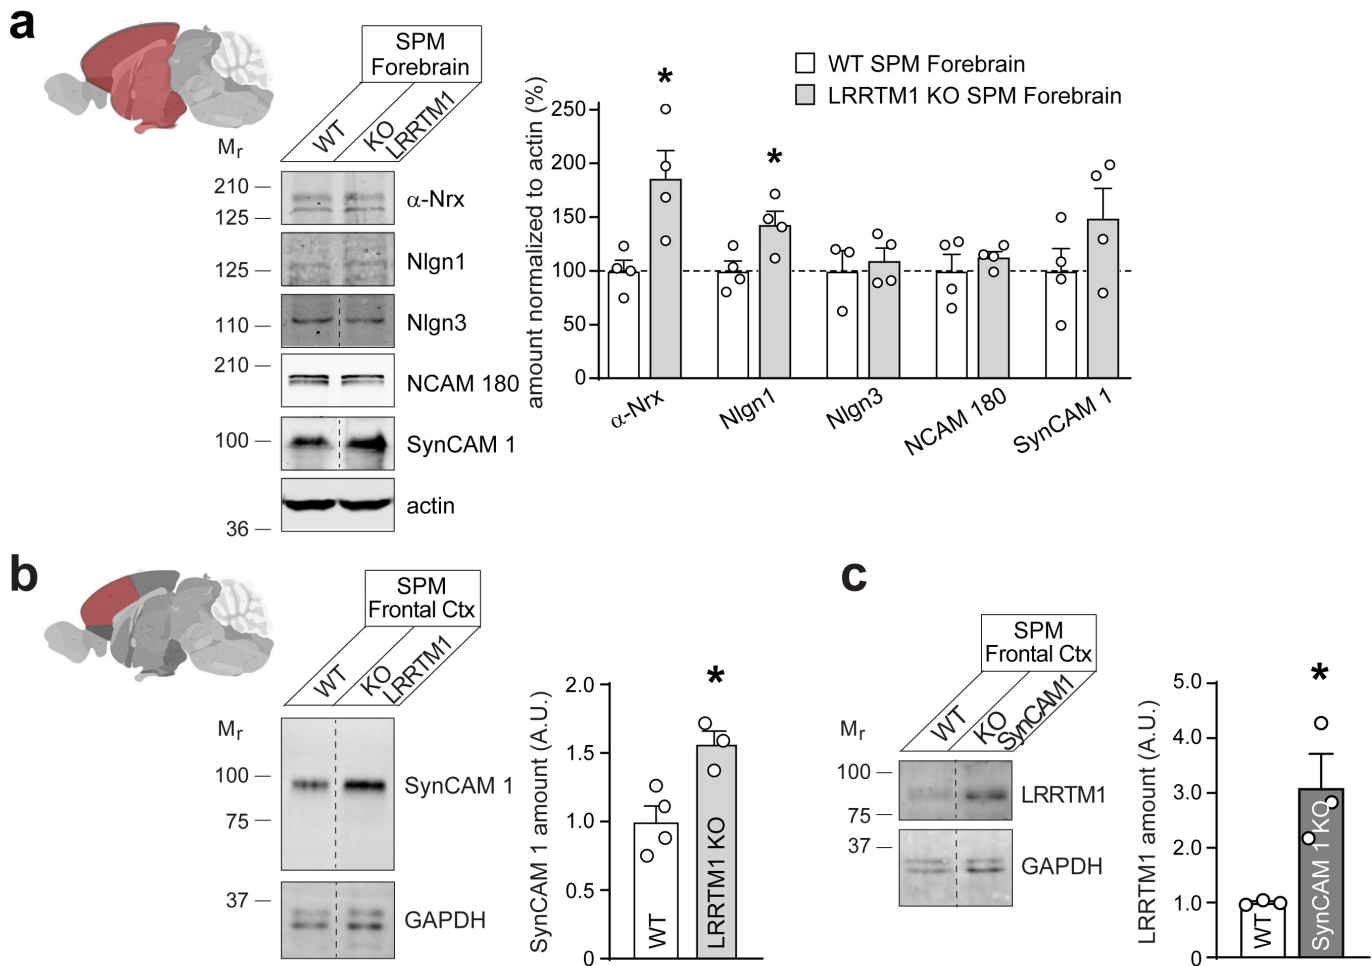 a
SPM
Forebrain
WT
KO
LRRTM1
Mr
210
125
α-Nrx
125
Nlgn1
110
Nlgn3
210
NCAM 180
100
SynCAM 1
actin
36
WT SPM Forebrain
LRRTM1 KO SPM Forebrain
amount normalized to actin (%)
250
200
150
100
50
0
*
*
α-Nrx
Nlgn1
Nlgn3
NCAM 180
SynCAM 1
b
SPM
Frontal Ctx
WT
KO
LRRTM1
Mr
100
75
SynCAM 1
37
GAPDH
SynCAM 1 amount (A.U.)
2.0
1.5
1.0
0.5
0
*
WT
LRRTM1 KO
c
SPM
Frontal Ctx
WT
KO
SynCAM1
Mr
100
75
LRRTM1
37
GAPDH
LRRTM1 amount (A.U.)
5.0
4.0
3.0
2.0
1.0
0
*
WT
SynCAM 1 KO